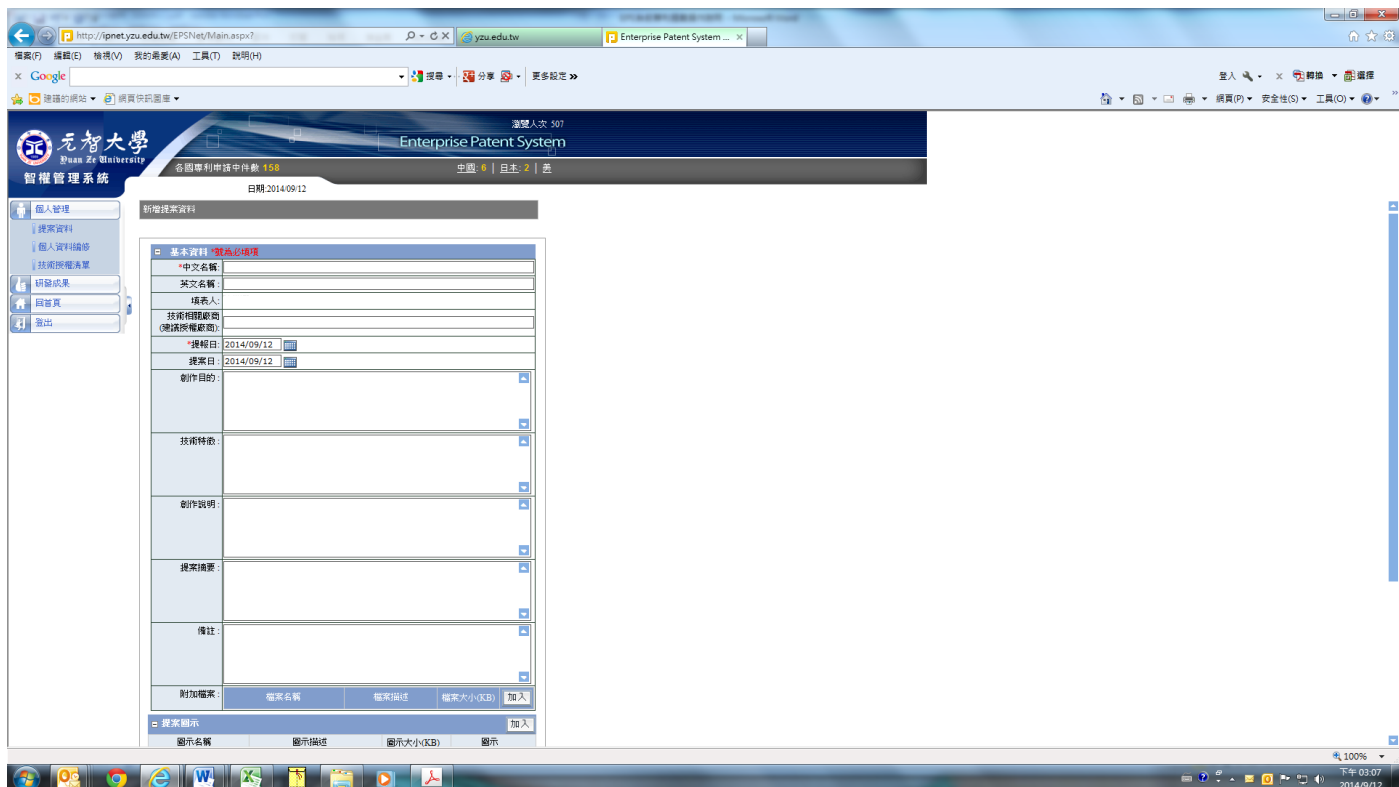 http://ipnet.yzu.edu.tw/EPSNet/Main.aspx?
yzu.edu.tw
Enterprise Patent System ...
檔案(F) 編輯(E) 檢視(V) 我的最愛(A) 工具(T) 說明(H)
Google 搜尋 分享 更多設定 »
登入 轉換 選擇
建議的網站 網頁快訊圖庫
網頁(P) 安全性(S) 工具(O)
元智大學
Yuan Ze University
智權管理系統
瀏覽人次 507
Enterprise Patent System
各國專利申請中件數 158
中國: 6 | 日本: 2 | 美
日期:2014/09/12
個人管理
提案資料
個人資料編修
技術授權清單
研發成果
回首頁
登出
新增提案資料
基本資料 *號為必填項
*中文名稱:
英文名稱:
填表人:
技術相關廠商
(建議授權廠商):
*提報日: 2014/09/12
提案日: 2014/09/12
創作目的:
技術特徵:
創作說明:
提案摘要:
備註:
附加檔案: 檔案名稱 檔案描述 檔案大小(KB) 加入
提案圖示 加入
圖示名稱 圖示描述 圖示大小(KB) 圖示
100%
下午 03:07
2014/9/12